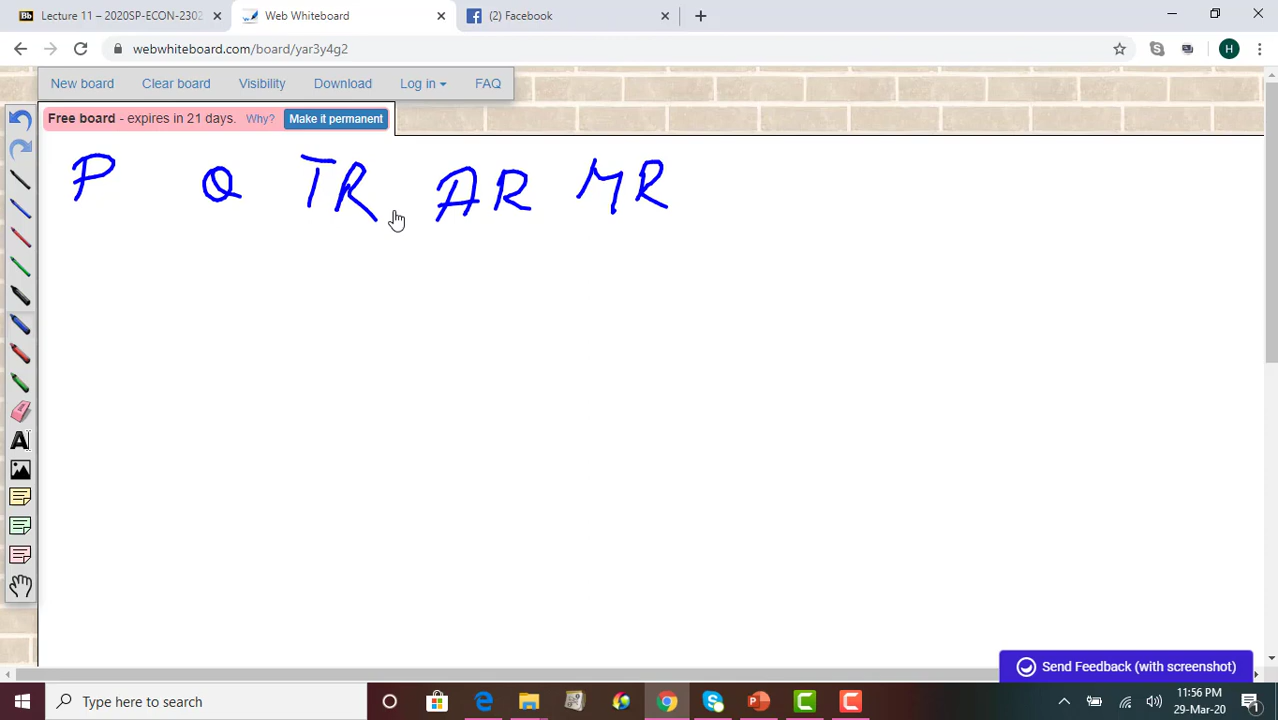 Lecture 11 – 2020SP-ECON-2302
Web Whiteboard
(2) Facebook
webwhiteboard.com/board/yar3y4g2
H
New board Clear board Visibility Download Log in FAQ
Free board - expires in 21 days. Why? Make it permanent
P Q TR AR MR
A
Send Feedback (with screenshot)
Type here to search
11:56 PM
29-Mar-20
1